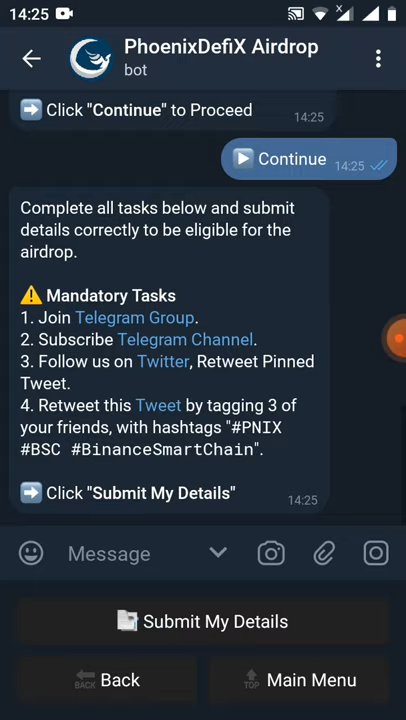 14:25
PhoenixDefiX Airdrop
bot
➡️ Click "Continue" to Proceed
14:25
▶️ Continue 14:25
Complete all tasks below and submit
details correctly to be eligible for the
airdrop.
⚠️ Mandatory Tasks
1. Join Telegram Group.
2. Subscribe Telegram Channel.
3. Follow us on Twitter, Retweet Pinned
Tweet.
4. Retweet this Tweet by tagging 3 of
your friends, with hashtags "#PNIX
#BSC #BinanceSmartChain".
➡️ Click "Submit My Details"
14:25
Message
Submit My Details
BACK Back
TOP Main Menu